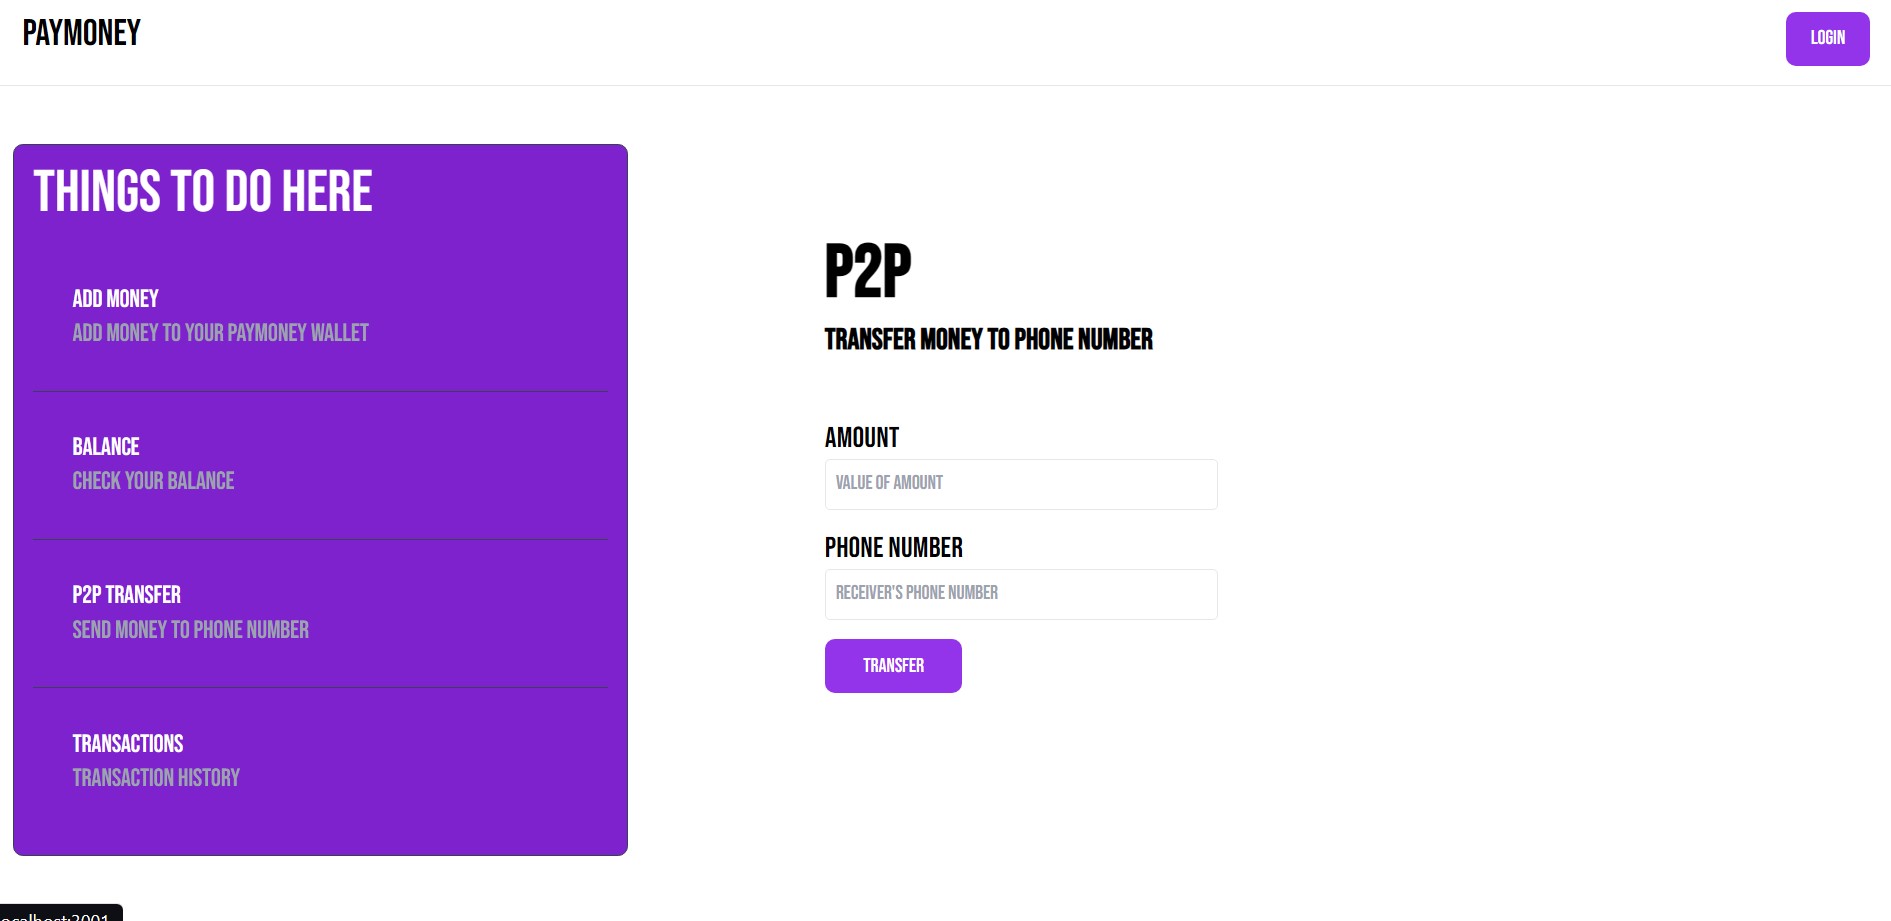 PAYMONEY
LOGIN
THINGS TO DO HERE
ADD MONEY
ADD MONEY TO YOUR PAYMONEY WALLET
BALANCE
CHECK YOUR BALANCE
P2P TRANSFER
SEND MONEY TO PHONE NUMBER
TRANSACTIONS
TRANSACTION HISTORY
P2P
TRANSFER MONEY TO PHONE NUMBER
AMOUNT
VALUE OF AMOUNT
PHONE NUMBER
RECEIVER'S PHONE NUMBER
TRANSFER
ocalhost:3001